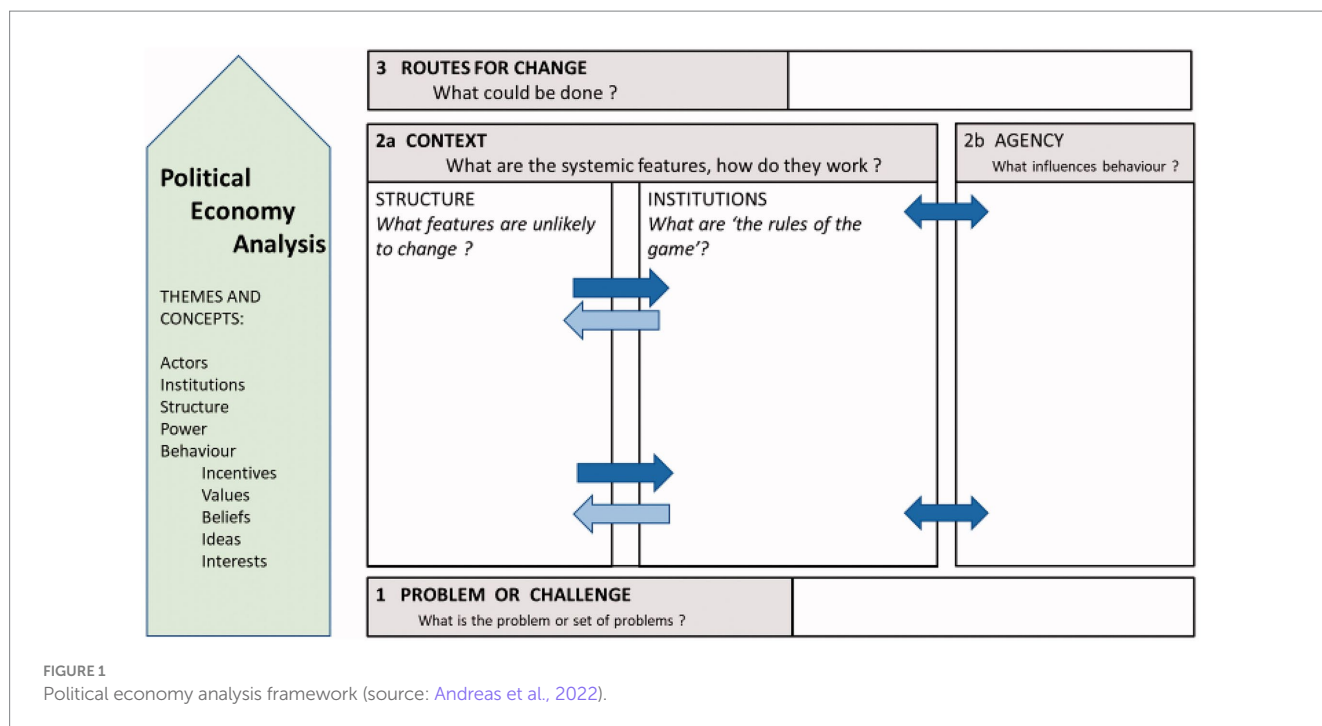 Political
Economy
Analysis
THEMES AND
CONCEPTS:
Actors
Institutions
Structure
Power
Behaviour
Incentives
Values
Beliefs
Ideas
Interests
3 ROUTES FOR CHANGE
What could be done ?
2a CONTEXT
What are the systemic features, how do they work ?
STRUCTURE
What features are unlikely
to change ?
INSTITUTIONS
What are ‘the rules of the
game’?
2b AGENCY
What influences behaviour ?
1 PROBLEM OR CHALLENGE
What is the problem or set of problems ?
FIGURE 1
Political economy analysis framework (source: Andreas et al., 2022).